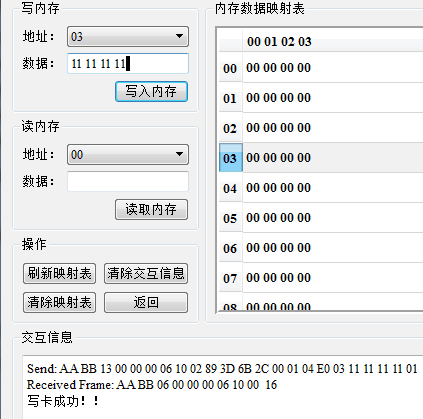 写内存
地址： 03
数据： 11 11 11 11
写入内存
读内存
地址： 00
数据：
读取内存
操作
刷新映射表 清除交互信息
清除映射表 返回
内存数据映射表
00 01 02 03
00 00 00 00 00
01 00 00 00 00
02 00 00 00 00
03 00 00 00 00
04 00 00 00 00
05 00 00 00 00
06 00 00 00 00
07 00 00 00 00
08 00 00 00 00
交互信息
Send: AA BB 13 00 00 00 06 10 02 89 3D 6B 2C 00 01 04 E0 03 11 11 11 11 01
Received Frame: AA BB 06 00 00 00 06 10 00  16
写卡成功！！